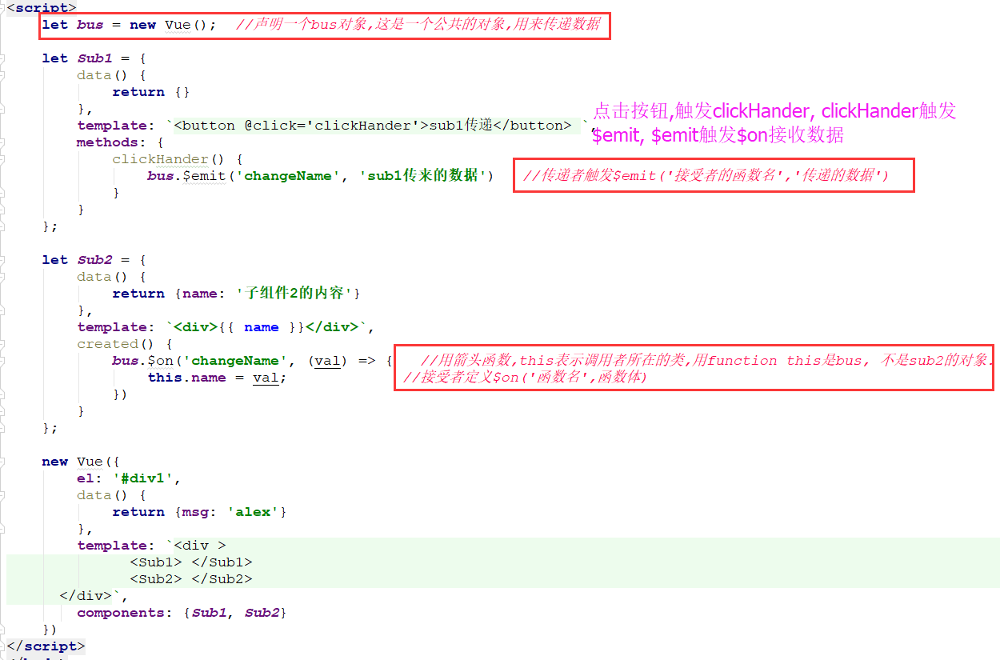 <script>
let bus = new Vue();  //声明一个bus对象,这是一个公共的对象,用来传递数据
let Sub1 = {
data() {
return {}
},
template: `<button @click='clickHander'>sub1传递</button> `,
点击按钮,触发clickHander, clickHander触发
$emit, $emit触发$on接收数据
methods: {
clickHander() {
bus.$emit('changeName', 'sub1传来的数据')  //传递者触发$emit('接受者的函数名','传递的数据')
}
}
};
let Sub2 = {
data() {
return {name: '子组件2的内容'}
},
template: `<div>{{ name }}</div>`,
created() {
bus.$on('changeName', (val) => {  //用箭头函数,this表示调用者所在的类,用function this是bus, 不是sub2的对象.
this.name = val;  //接受者定义$on('函数名',函数体)
})
}
};
new Vue({
el: '#div1',
data() {
return {msg: 'alex'}
},
template: `<div >
<Sub1> </Sub1>
<Sub2> </Sub2>
</div>`,
components: {Sub1, Sub2}
})
</script>